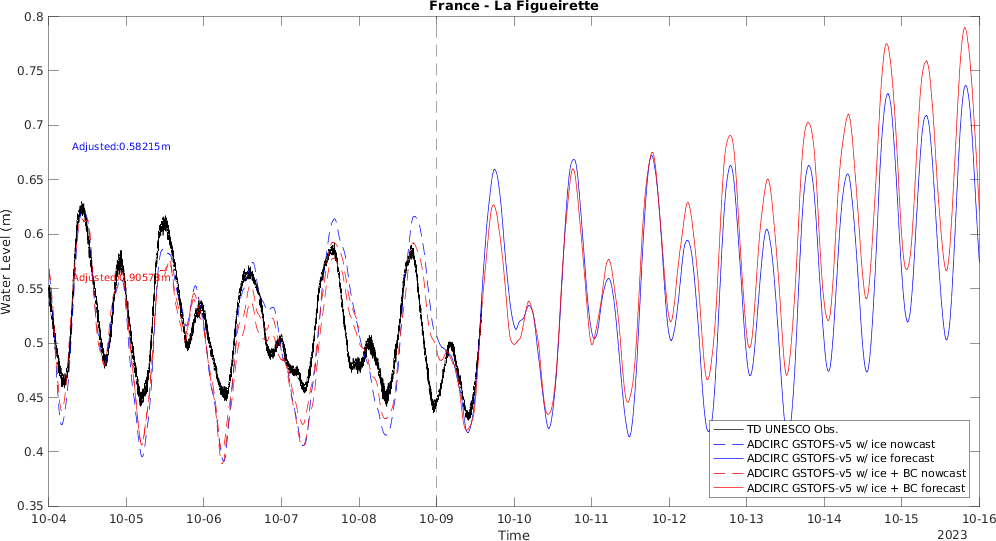 France - La Figueirette
0.8
0.75
0.7
0.65
0.6
0.55
0.5
0.45
0.4
0.35
Water Level (m)
Adjusted:0.58215m
Adjusted:0.90573m
TD UNESCO Obs.
ADCIRC GSTOFS-v5 w/ ice nowcast
ADCIRC GSTOFS-v5 w/ ice forecast
ADCIRC GSTOFS-v5 w/ ice + BC nowcast
ADCIRC GSTOFS-v5 w/ ice + BC forecast
10-04 10-05 10-06 10-07 10-08 10-09 10-10 10-11 10-12 10-13 10-14 10-15 10-16
Time
2023